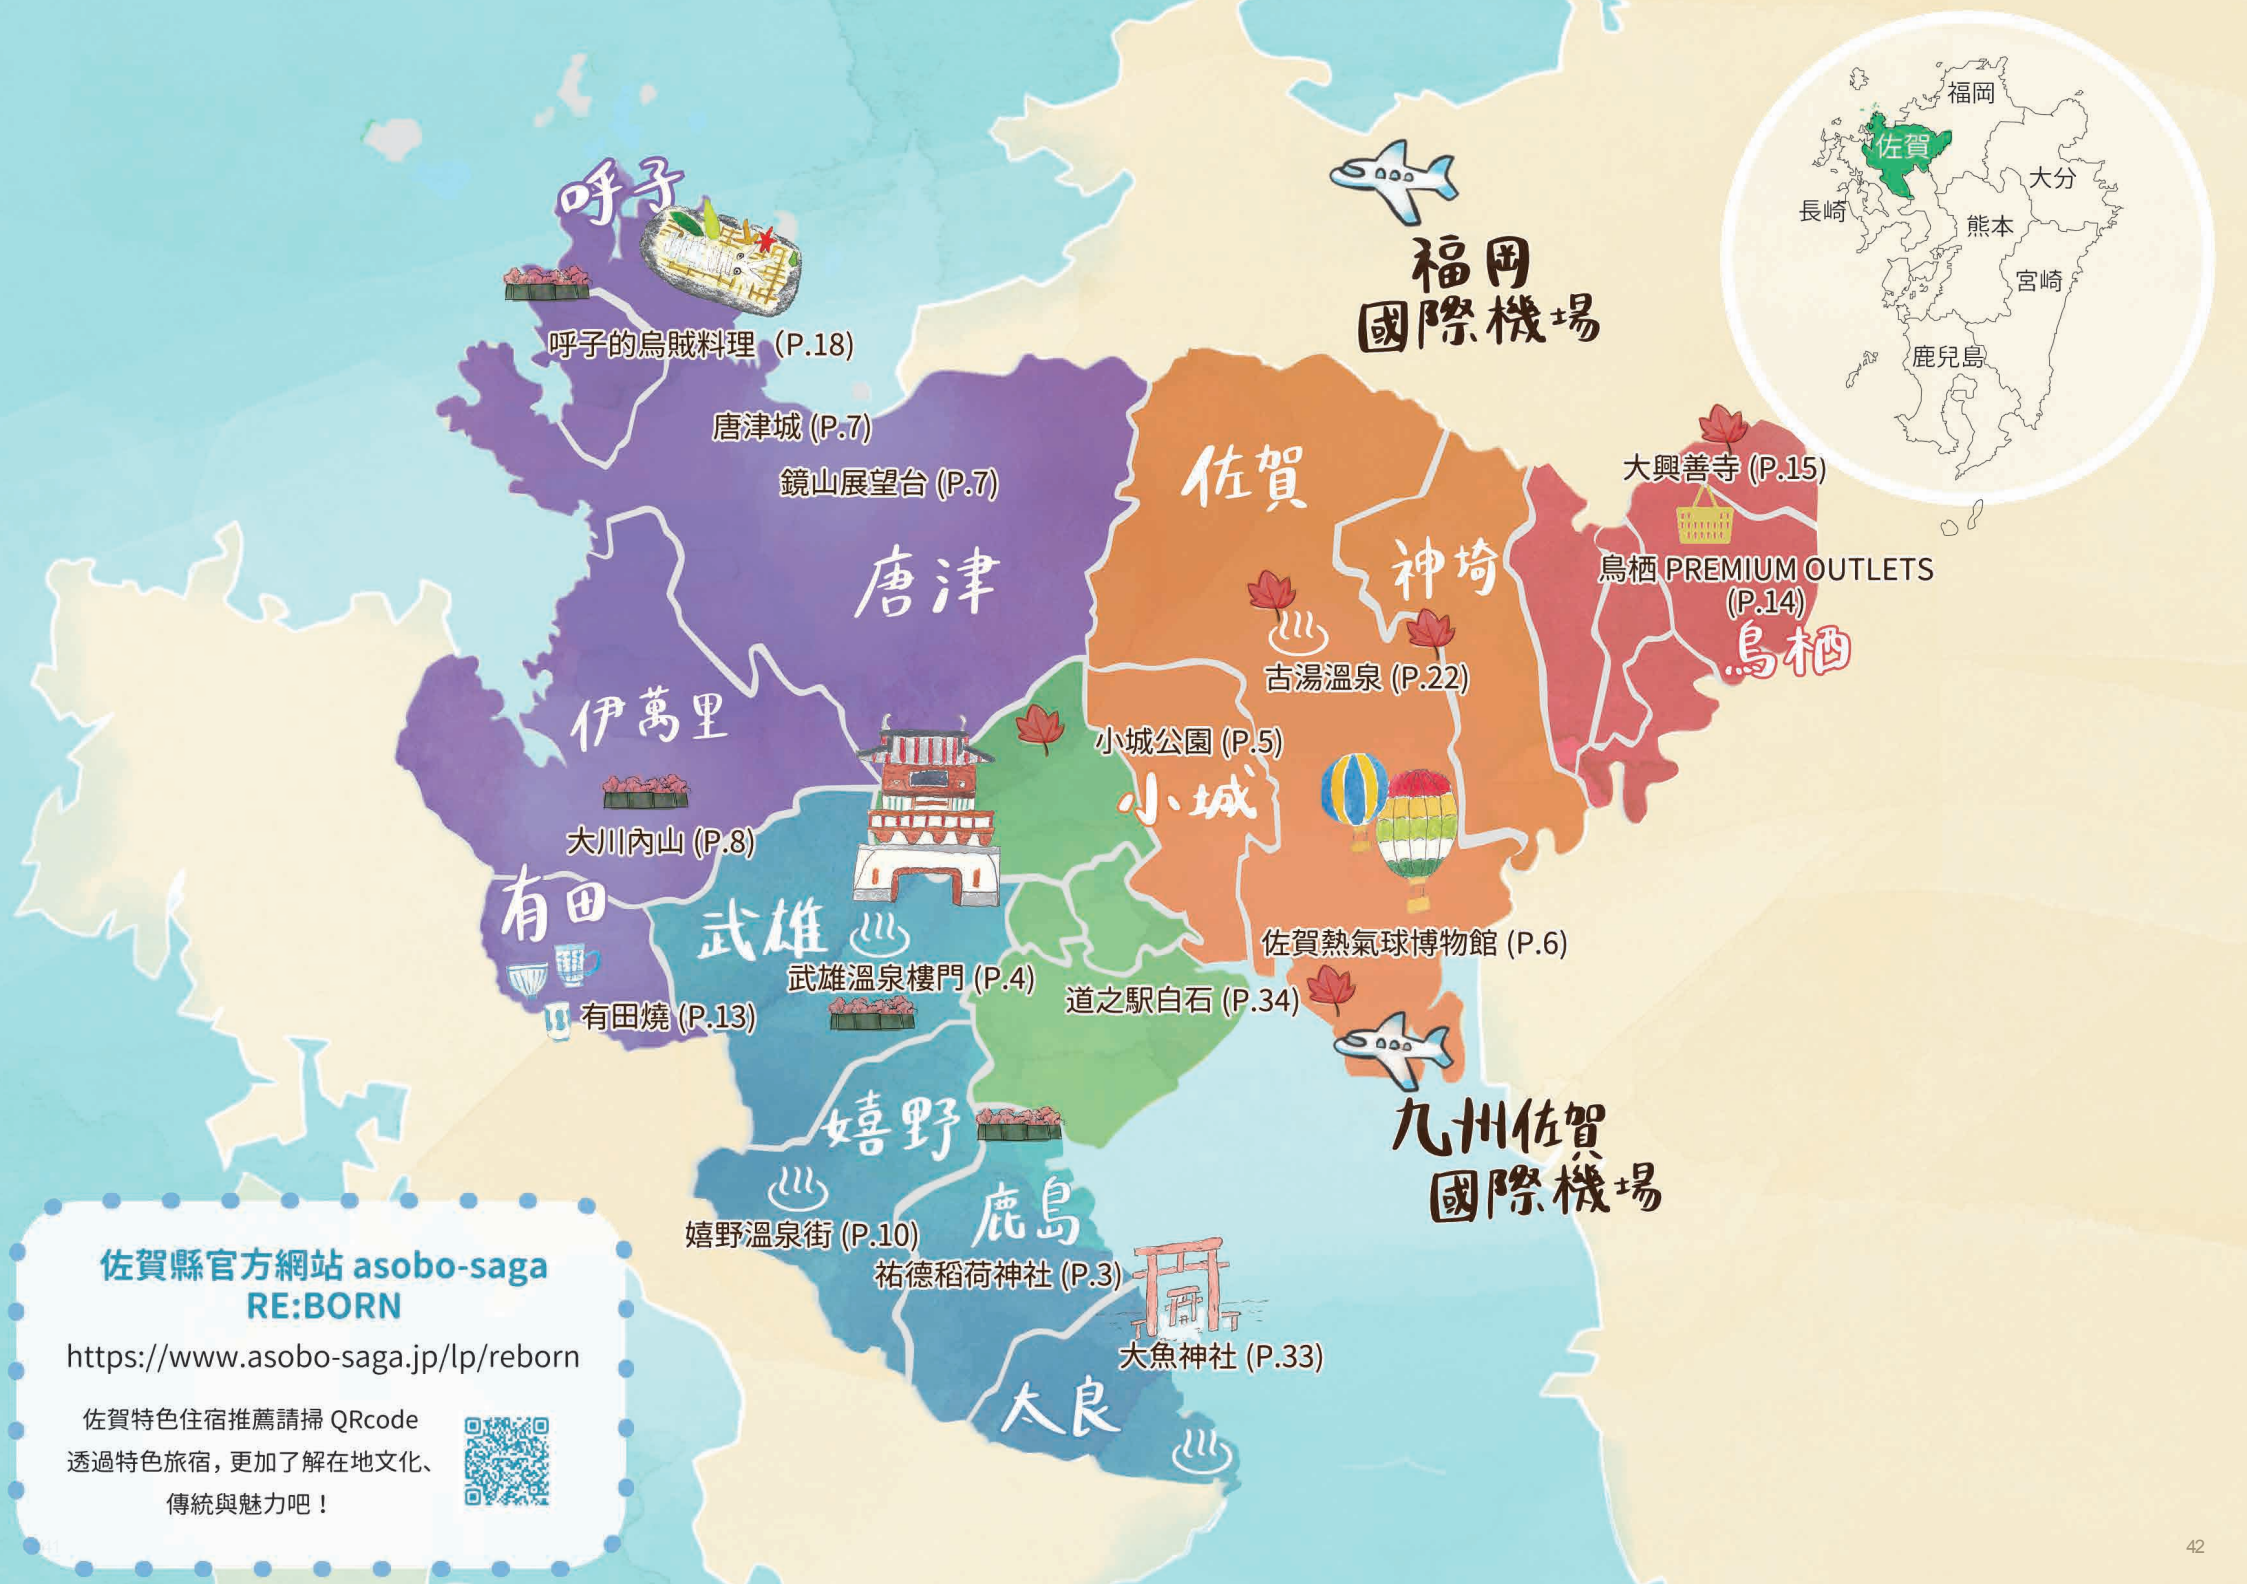 福岡
佐賀
大分
長崎
熊本
宮崎
鹿兒島
呼子
呼子的烏賊料理 (P.18)
福岡
國際機場
唐津城 (P.7)
鏡山展望台 (P.7)
唐津
佐賀
神埼
大興善寺 (P.15)
鳥栖 PREMIUM OUTLETS
(P.14)
鳥栖
古湯溫泉 (P.22)
伊萬里
小城公園 (P.5)
小城
大川內山 (P.8)
有田
武雄
武雄溫泉樓門 (P.4)
有田燒 (P.13)
佐賀熱氣球博物館 (P.6)
道之駅白石 (P.34)
九州佐賀
國際機場
嬉野
嬉野溫泉街 (P.10)
鹿島
祐德稻荷神社 (P.3)
大魚神社 (P.33)
太良
佐賀縣官方網站 asobo-saga
RE:BORN
https://www.asobo-saga.jp/lp/reborn
佐賀特色住宿推薦請掃 QRcode
透過特色旅宿，更加了解在地文化、
傳統與魅力吧！
42